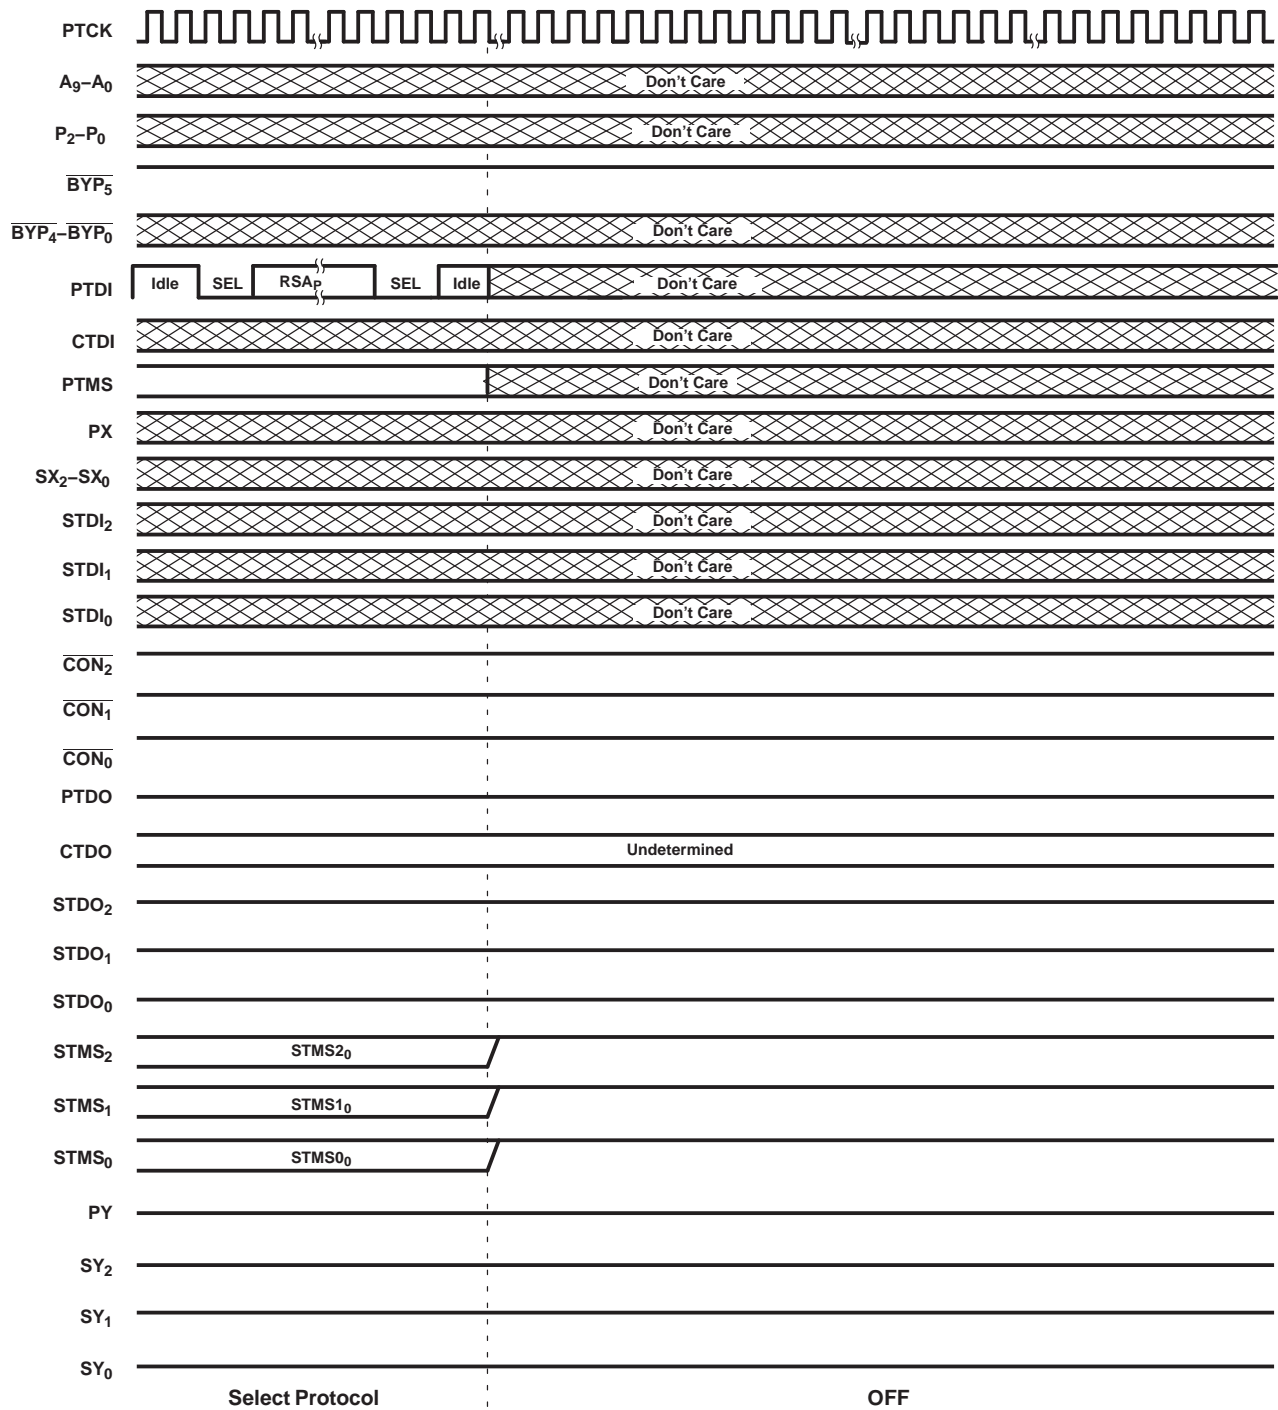 PTCK
A9–A0 Don't Care
P2–P0 Don't Care
BYP5
BYP4–BYP0 Don't Care
PTDI Idle SEL RSAP SEL Idle Don't Care
CTDI Don't Care
PTMS Don't Care
PX Don't Care
SX2–SX0 Don't Care
STDI2 Don't Care
STDI1 Don't Care
STDI0 Don't Care
CON2
CON1
CON0
PTDO
CTDO Undetermined
STDO2
STDO1
STDO0
STMS2 STMS20
STMS1 STMS10
STMS0 STMS00
PY
SY2
SY1
SY0
Select Protocol OFF